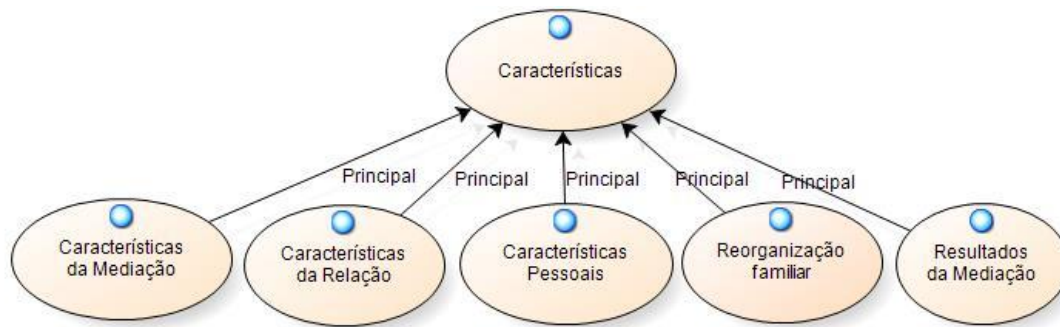 Características
Principal
Principal
Principal
Principal
Principal
Características
da Mediação
Características
da Relação
Características
Pessoais
Reorganização
familiar
Resultados
da Mediação